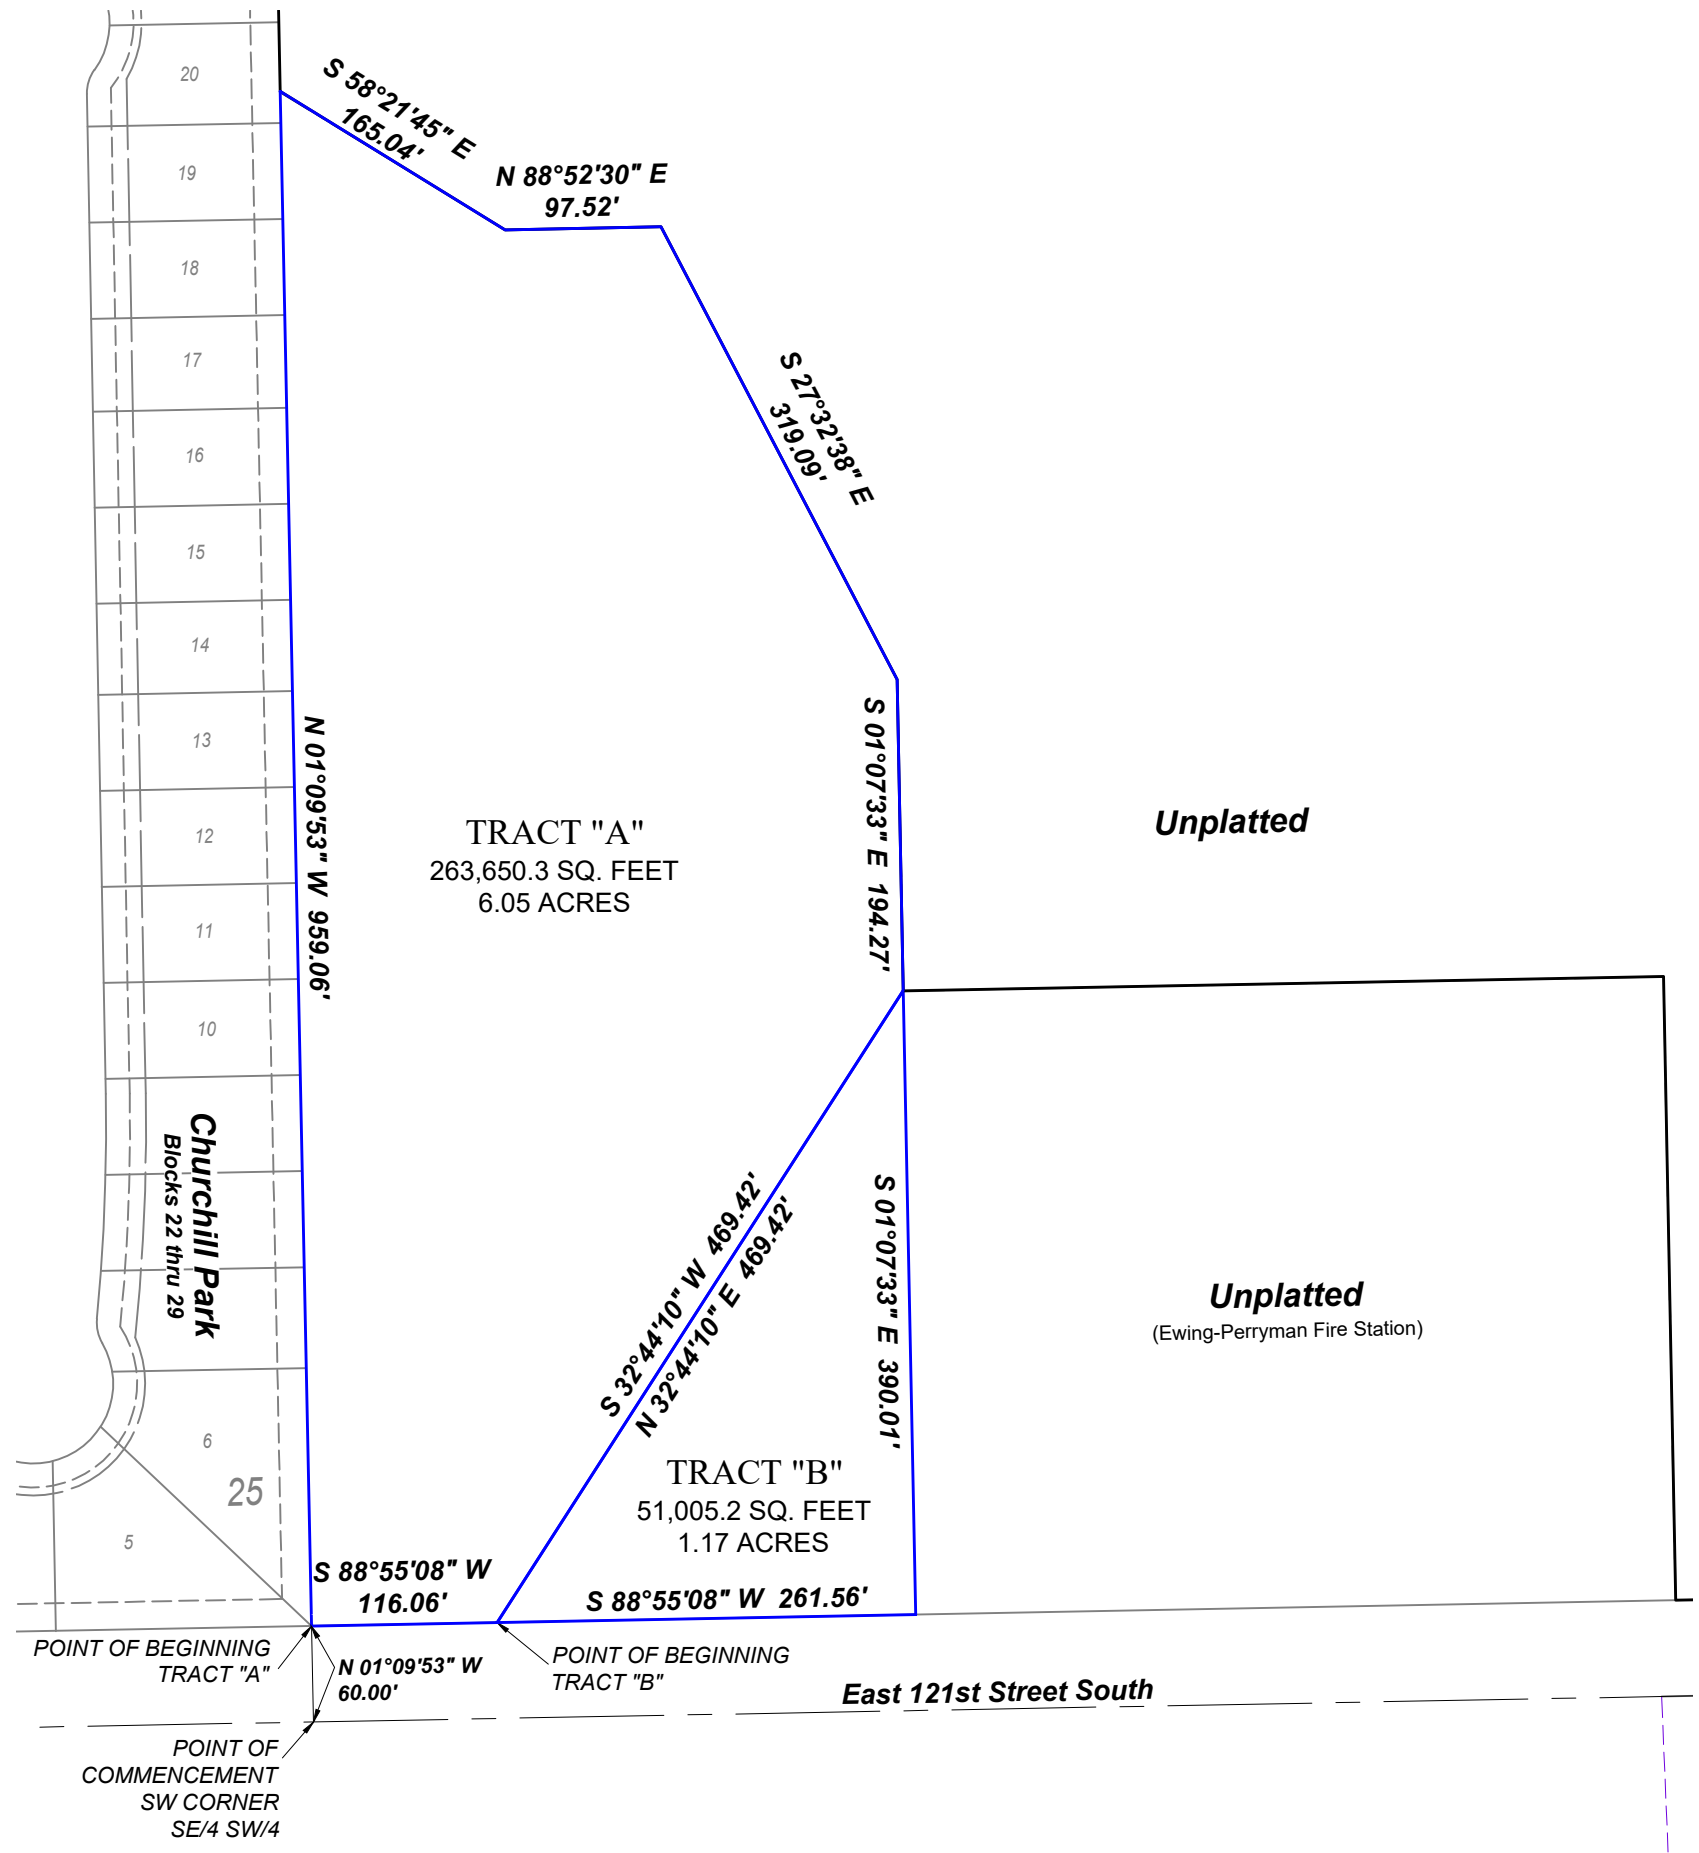 20
S 58°21'45" E
165.04'
N 88°52'30" E
97.52'
19
18
17
16
15
14
13
12
11
10
S 27°32'38" E
319.09'
N 01°09'53" W  959.06'
S 01°07'33" E  194.27'
TRACT "A"
263,650.3 SQ. FEET
6.05 ACRES
Unplatted
Churchill Park
Blocks 22 thru 29
S 32°44'10" W  469.42'
N 32°44'10" E  469.42'
S 01°07'33" E  390.01'
Unplatted
(Ewing-Perryman Fire Station)
6
25
5
TRACT "B"
51,005.2 SQ. FEET
1.17 ACRES
S 88°55'08" W
116.06'
S 88°55'08" W  261.56'
POINT OF BEGINNING
TRACT "A"
N 01°09'53" W
60.00'
POINT OF BEGINNING
TRACT "B"
East 121st Street South
POINT OF
COMMENCEMENT
SW CORNER
SE/4 SW/4